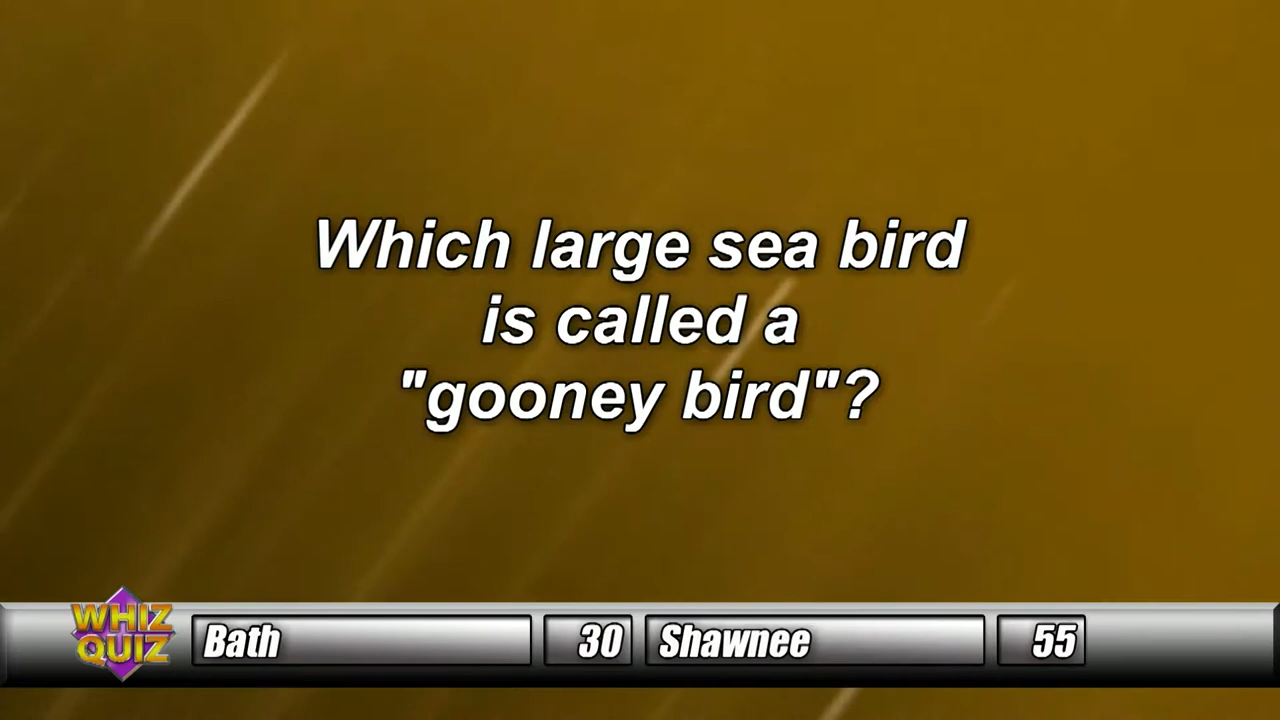 Which large sea bird
is called a
"gooney bird"?
WHIZ
QUIZ
Bath 30 Shawnee 55